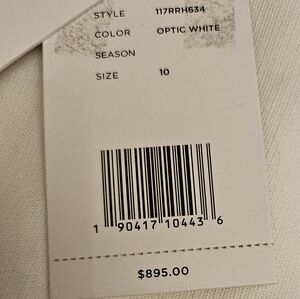 STYLE 117RRH634
COLOR OPTIC WHITE
SEASON
SIZE 10
1 90417 10443 6
$895.00